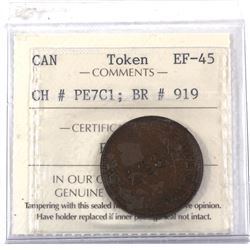 CAN Token EF-45
— COMMENTS —
CH # PE7C1; BR # 919
— CERTIFIC
IN OUR O
GENUINE
Tampering with this sealed opinion.
Have holder replaced if inner not intact.